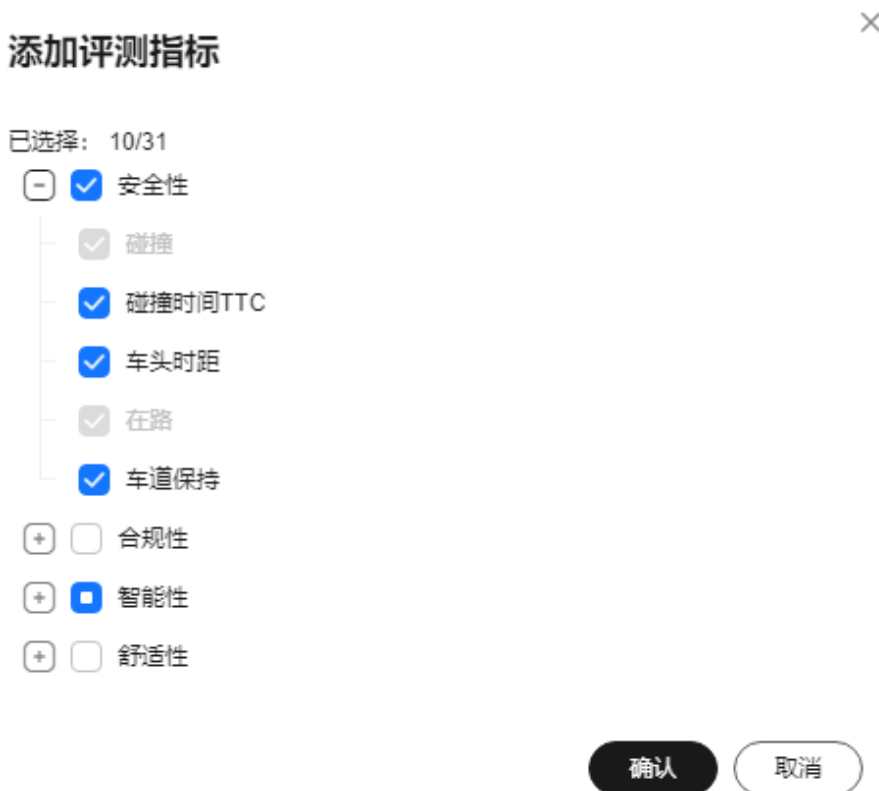 添加评测指标
已选择： 10/31
安全性
碰撞
碰撞时间TTC
车头时距
在路
车道保持
合规性
智能性
舒适性
确认
取消